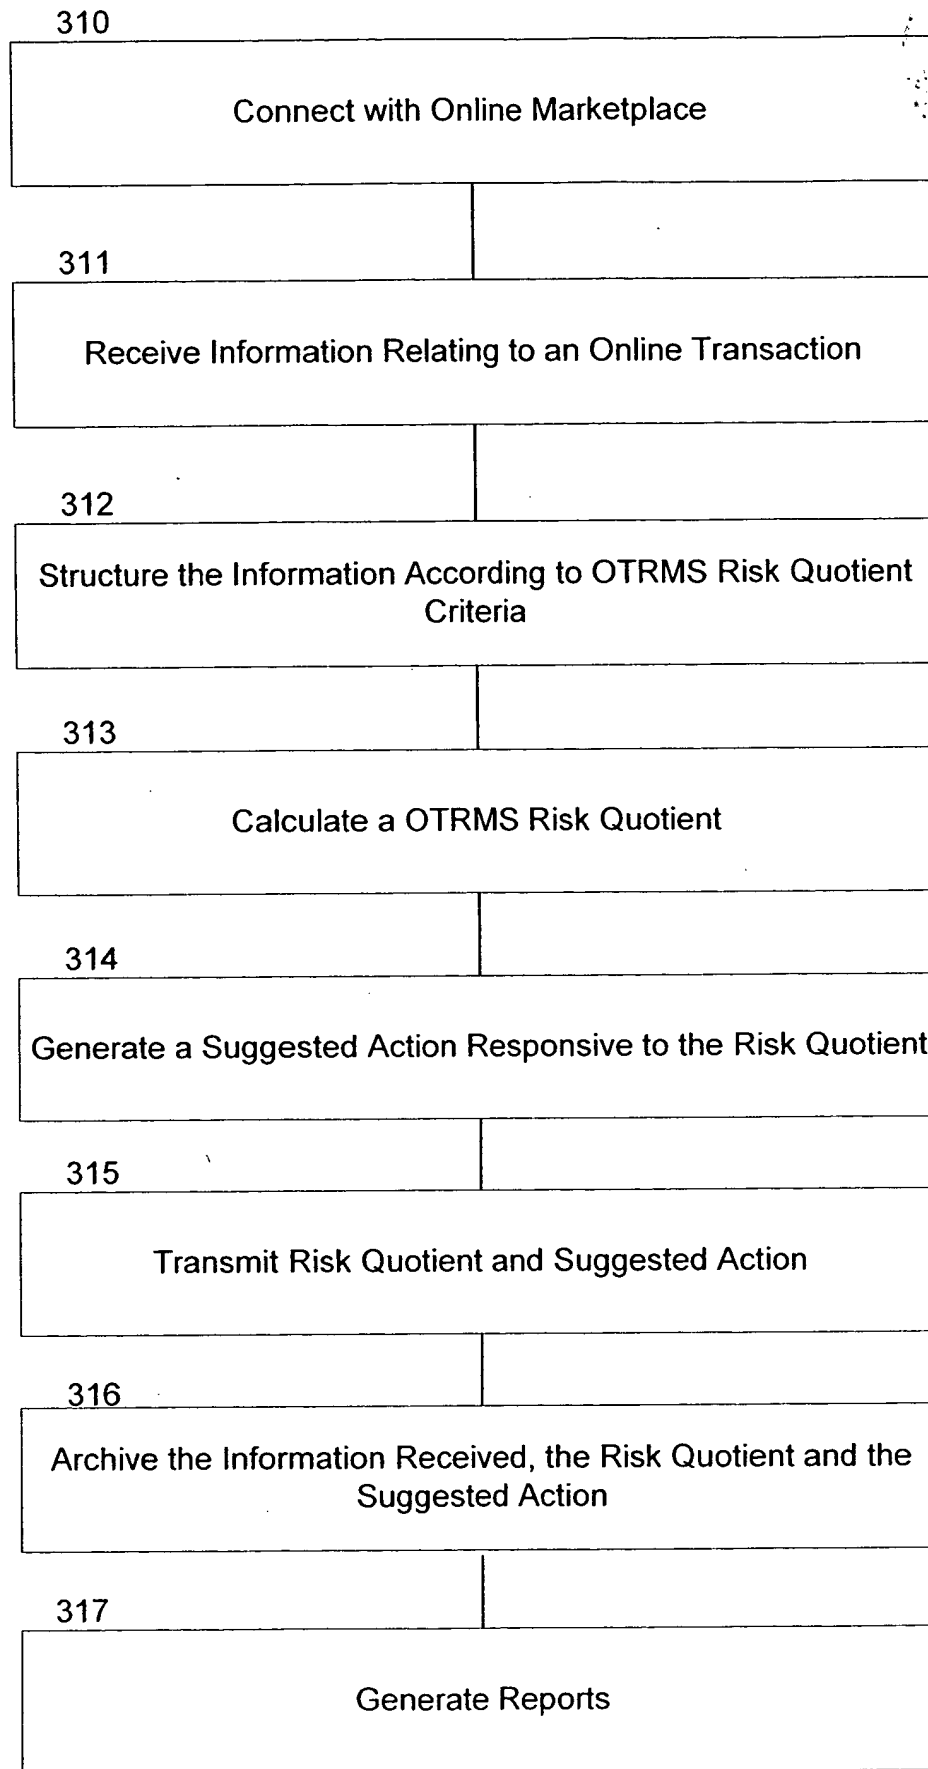 310
Connect with Online Marketplace
311
Receive Information Relating to an Online Transaction
312
Structure the Information According to OTRMS Risk Quotient
Criteria
313
Calculate a OTRMS Risk Quotient
314
Generate a Suggested Action Responsive to the Risk Quotient
315
Transmit Risk Quotient and Suggested Action
316
Archive the Information Received, the Risk Quotient and the
Suggested Action
317
Generate Reports